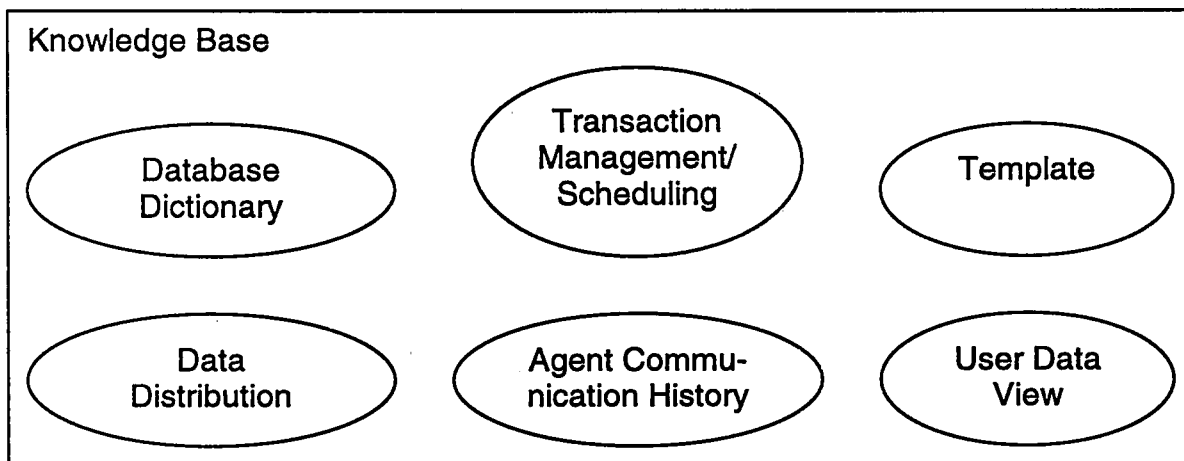 Knowledge Base
Transaction
Management/
Scheduling
Database
Dictionary
Template
Data
Distribution
Agent Commu-
nication History
User Data
View